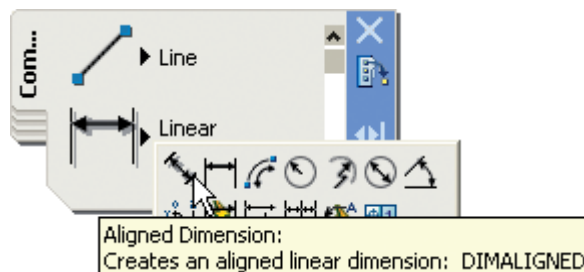 Com...
Line
Linear
Aligned Dimension:
Creates an aligned linear dimension: DIMALIGNED